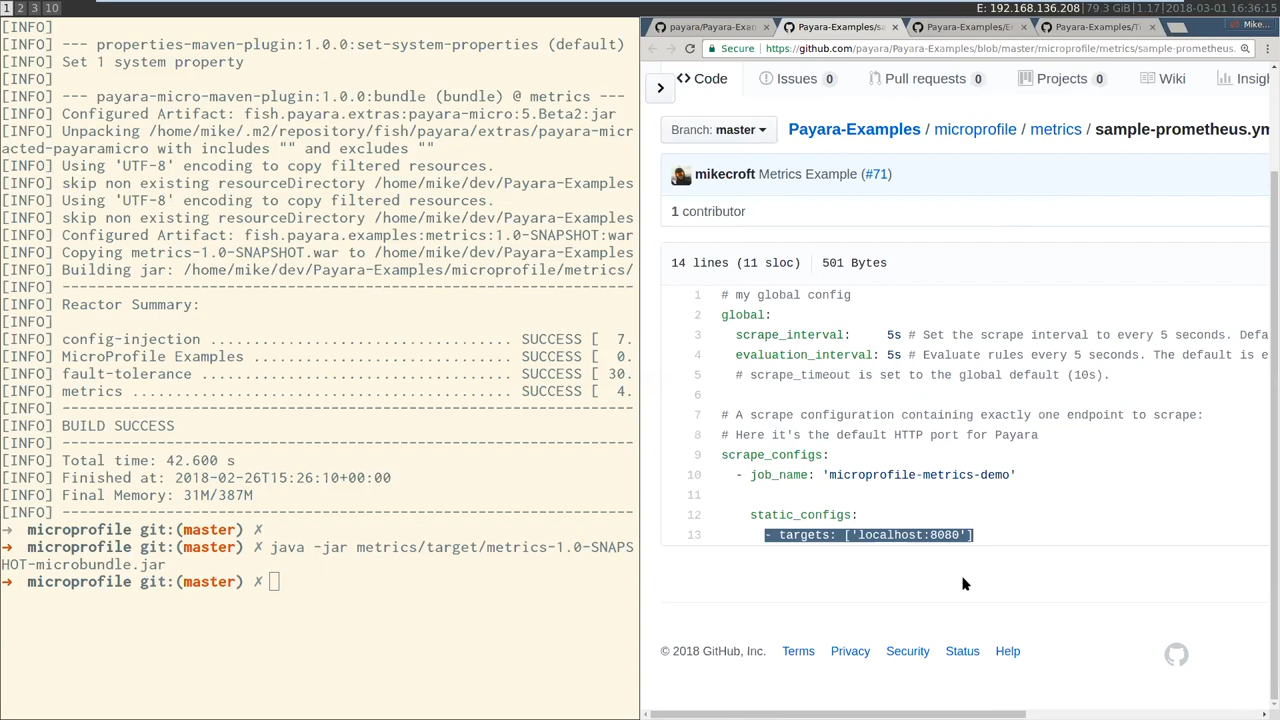 1 2 3 10
E: 192.168.136.208 | 79.3 GiB | 1.17 | 2018-03-01 16:36:15
[INFO]
[INFO] --- properties-maven-plugin:1.0.0:set-system-properties (default)
[INFO] Set 1 system property
[INFO]
[INFO] --- payara-micro-maven-plugin:1.0.0:bundle (bundle) @ metrics ---
[INFO] Configured Artifact: fish.payara.extras:payara-micro:5.Beta2:jar
[INFO] Unpacking /home/mike/.m2/repository/fish/payara/extras/payara-micr
acted-payaramicro with includes "" and excludes ""
[INFO] Using 'UTF-8' encoding to copy filtered resources.
[INFO] skip non existing resourceDirectory /home/mike/dev/Payara-Examples
[INFO] Using 'UTF-8' encoding to copy filtered resources.
[INFO] skip non existing resourceDirectory /home/mike/dev/Payara-Examples
[INFO] Configured Artifact: fish.payara.examples:metrics:1.0-SNAPSHOT:war
[INFO] Copying metrics-1.0-SNAPSHOT.war to /home/mike/dev/Payara-Examples
[INFO] Building jar: /home/mike/dev/Payara-Examples/microprofile/metrics/
[INFO] ------------------------------------------------------------------
[INFO] Reactor Summary:
[INFO]
[INFO] config-injection ................................... SUCCESS [  7.
[INFO] MicroProfile Examples .............................. SUCCESS [  0.
[INFO] fault-tolerance .................................... SUCCESS [ 30.
[INFO] metrics ............................................ SUCCESS [  4.
[INFO] ------------------------------------------------------------------
[INFO] BUILD SUCCESS
[INFO] ------------------------------------------------------------------
[INFO] Total time: 42.600 s
[INFO] Finished at: 2018-02-26T15:26:10+00:00
[INFO] Final Memory: 31M/387M
[INFO] ------------------------------------------------------------------
→ microprofile git:(master) ✗
→ microprofile git:(master) ✗ java -jar metrics/target/metrics-1.0-SNAPS
HOT-microbundle.jar
→ microprofile git:(master) ✗
payara/Payara-Exam × Payara-Examples/sa × Payara-Examples/E × Payara-Examples/T × Mike...
Secure https://github.com/payara/Payara-Examples/blob/master/microprofile/metrics/sample-prometheus.
Code Issues 0 Pull requests 0 Projects 0 Wiki Insigh
Branch: master Payara-Examples / microprofile / metrics / sample-prometheus.ym
mikecroft Metrics Example (#71)
1 contributor
14 lines (11 sloc) 501 Bytes
1 # my global config
2 global:
3 scrape_interval: 5s # Set the scrape interval to every 5 seconds. Defa
4 evaluation_interval: 5s # Evaluate rules every 5 seconds. The default is e
5 # scrape_timeout is set to the global default (10s).
6
7 # A scrape configuration containing exactly one endpoint to scrape:
8 # Here it's the default HTTP port for Payara
9 scrape_configs:
10 - job_name: 'microprofile-metrics-demo'
11
12 static_configs:
13 - targets: ['localhost:8080']
© 2018 GitHub, Inc. Terms Privacy Security Status Help